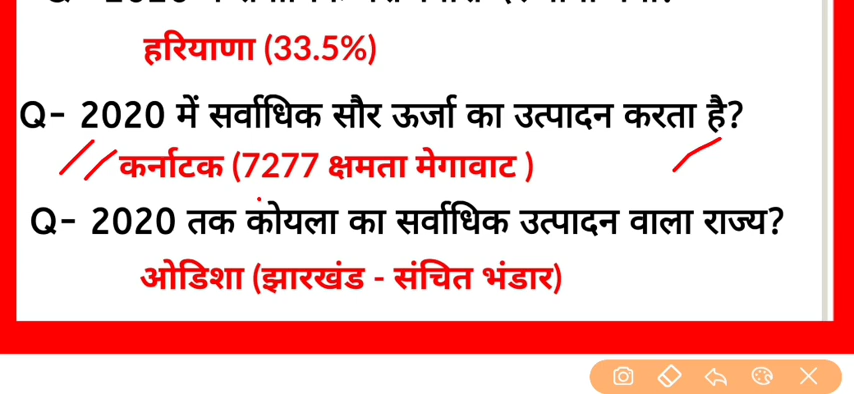 हरियाणा (33.5%)
Q- 2020 में सर्वाधिक सौर ऊर्जा का उत्पादन करता है?
कर्नाटक (7277 क्षमता मेगावाट )
Q- 2020 तक कोयला का सर्वाधिक उत्पादन वाला राज्य?
ओडिशा (झारखंड - संचित भंडार)